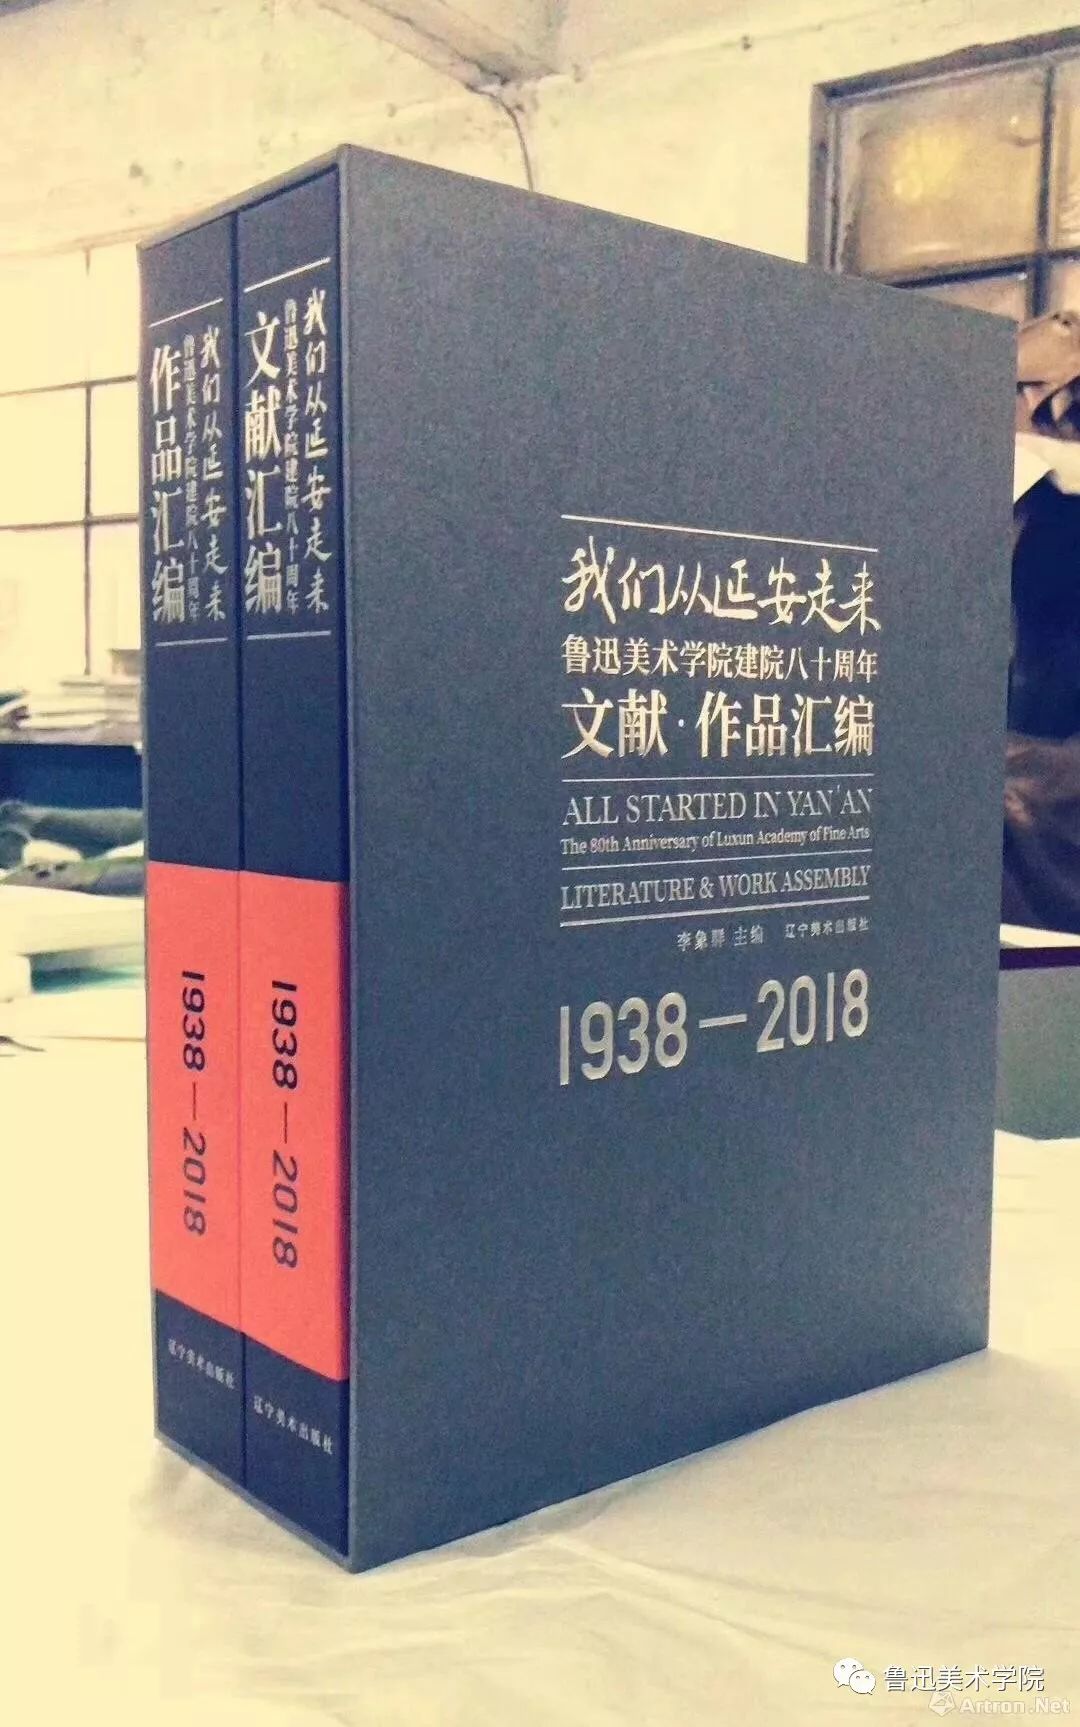 我们从延安走来
鲁迅美术学院建院八十周年
作品汇编
1938—2018
辽宁美术出版社
我们从延安走来
鲁迅美术学院建院八十周年
文献汇编
1938—2018
辽宁美术出版社
我们从延安走来
鲁迅美术学院建院八十周年
文献·作品汇编
ALL STARTED IN YAN'AN
The 80th Anniversary of Luxun Academy of Fine Arts
LITERATURE & WORK ASSEMBLY
李象群 主编 辽宁美术出版社
1938—2018
鲁迅美术学院
Artron.Net